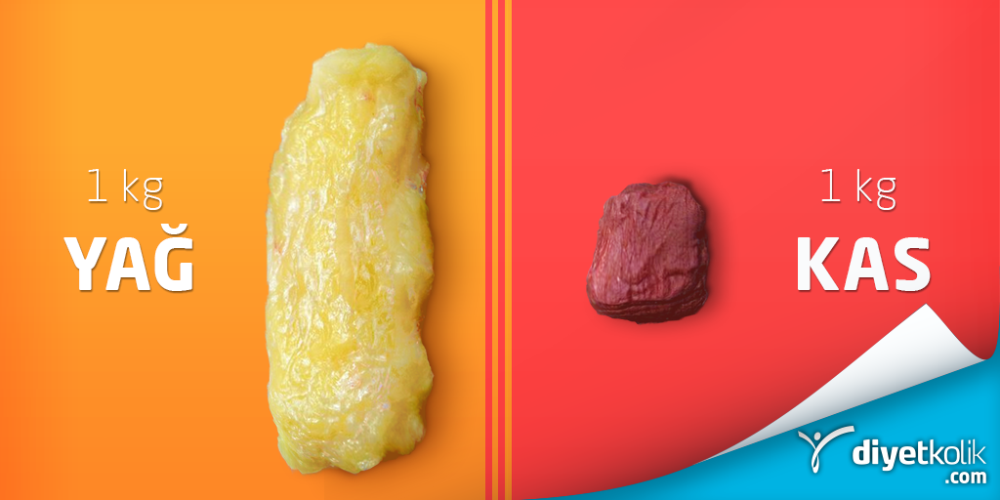 1 kg
YAĞ
1 kg
KAS
diyetkolik
.com